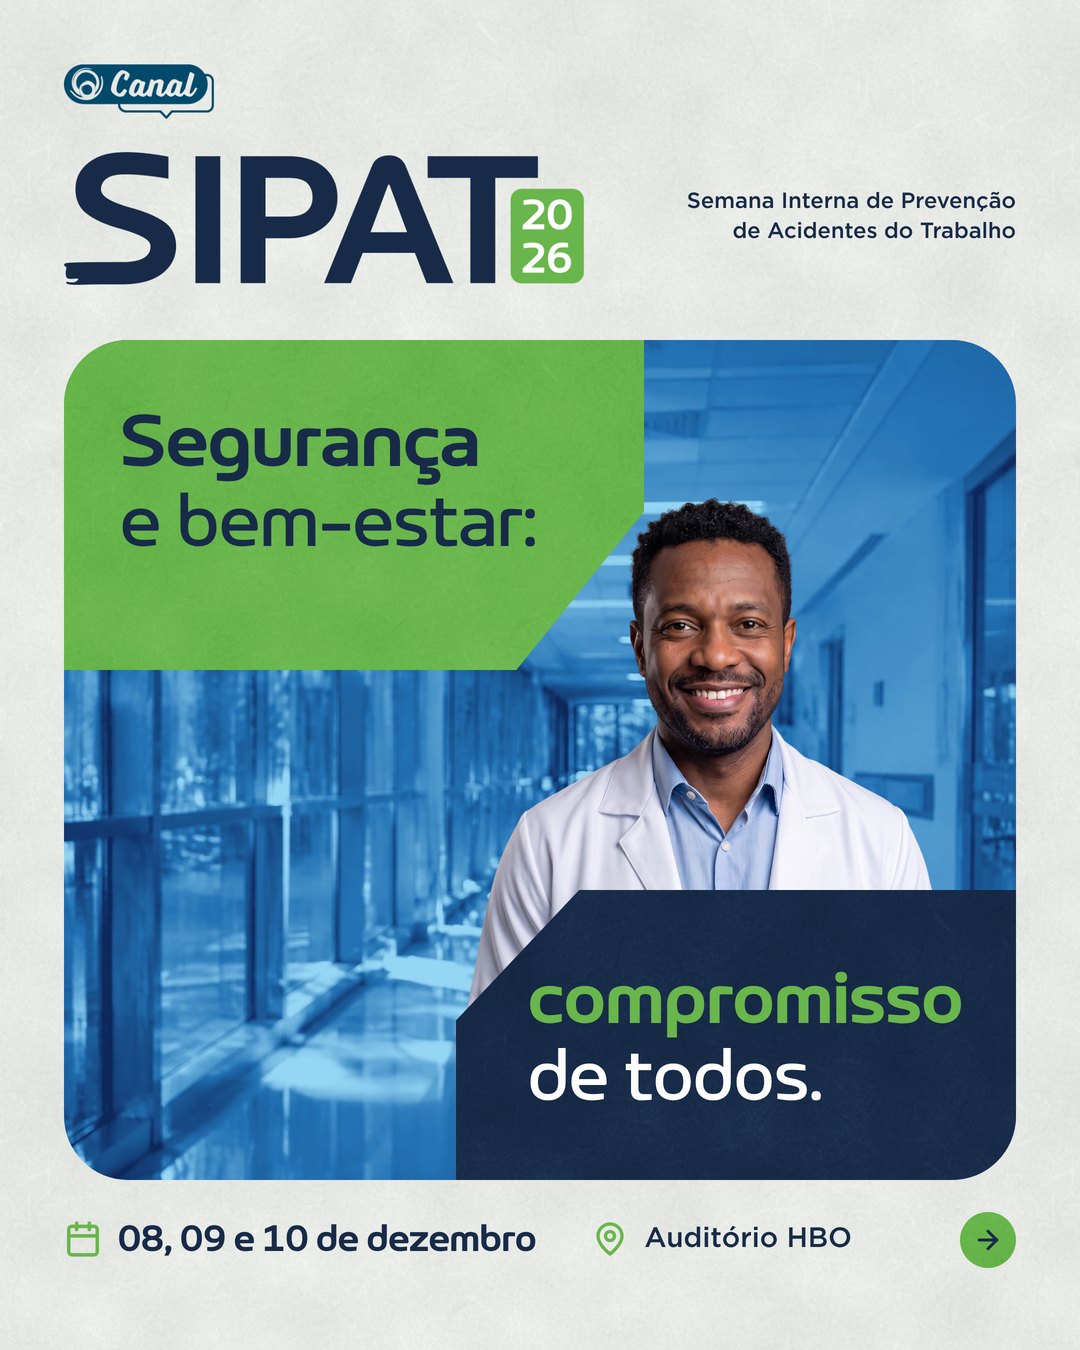 Canal
SIPAT
20
26
Semana Interna de Prevenção
de Acidentes do Trabalho
Segurança
e bem-estar:
compromisso
de todos.
08, 09 e 10 de dezembro
Auditório HBO